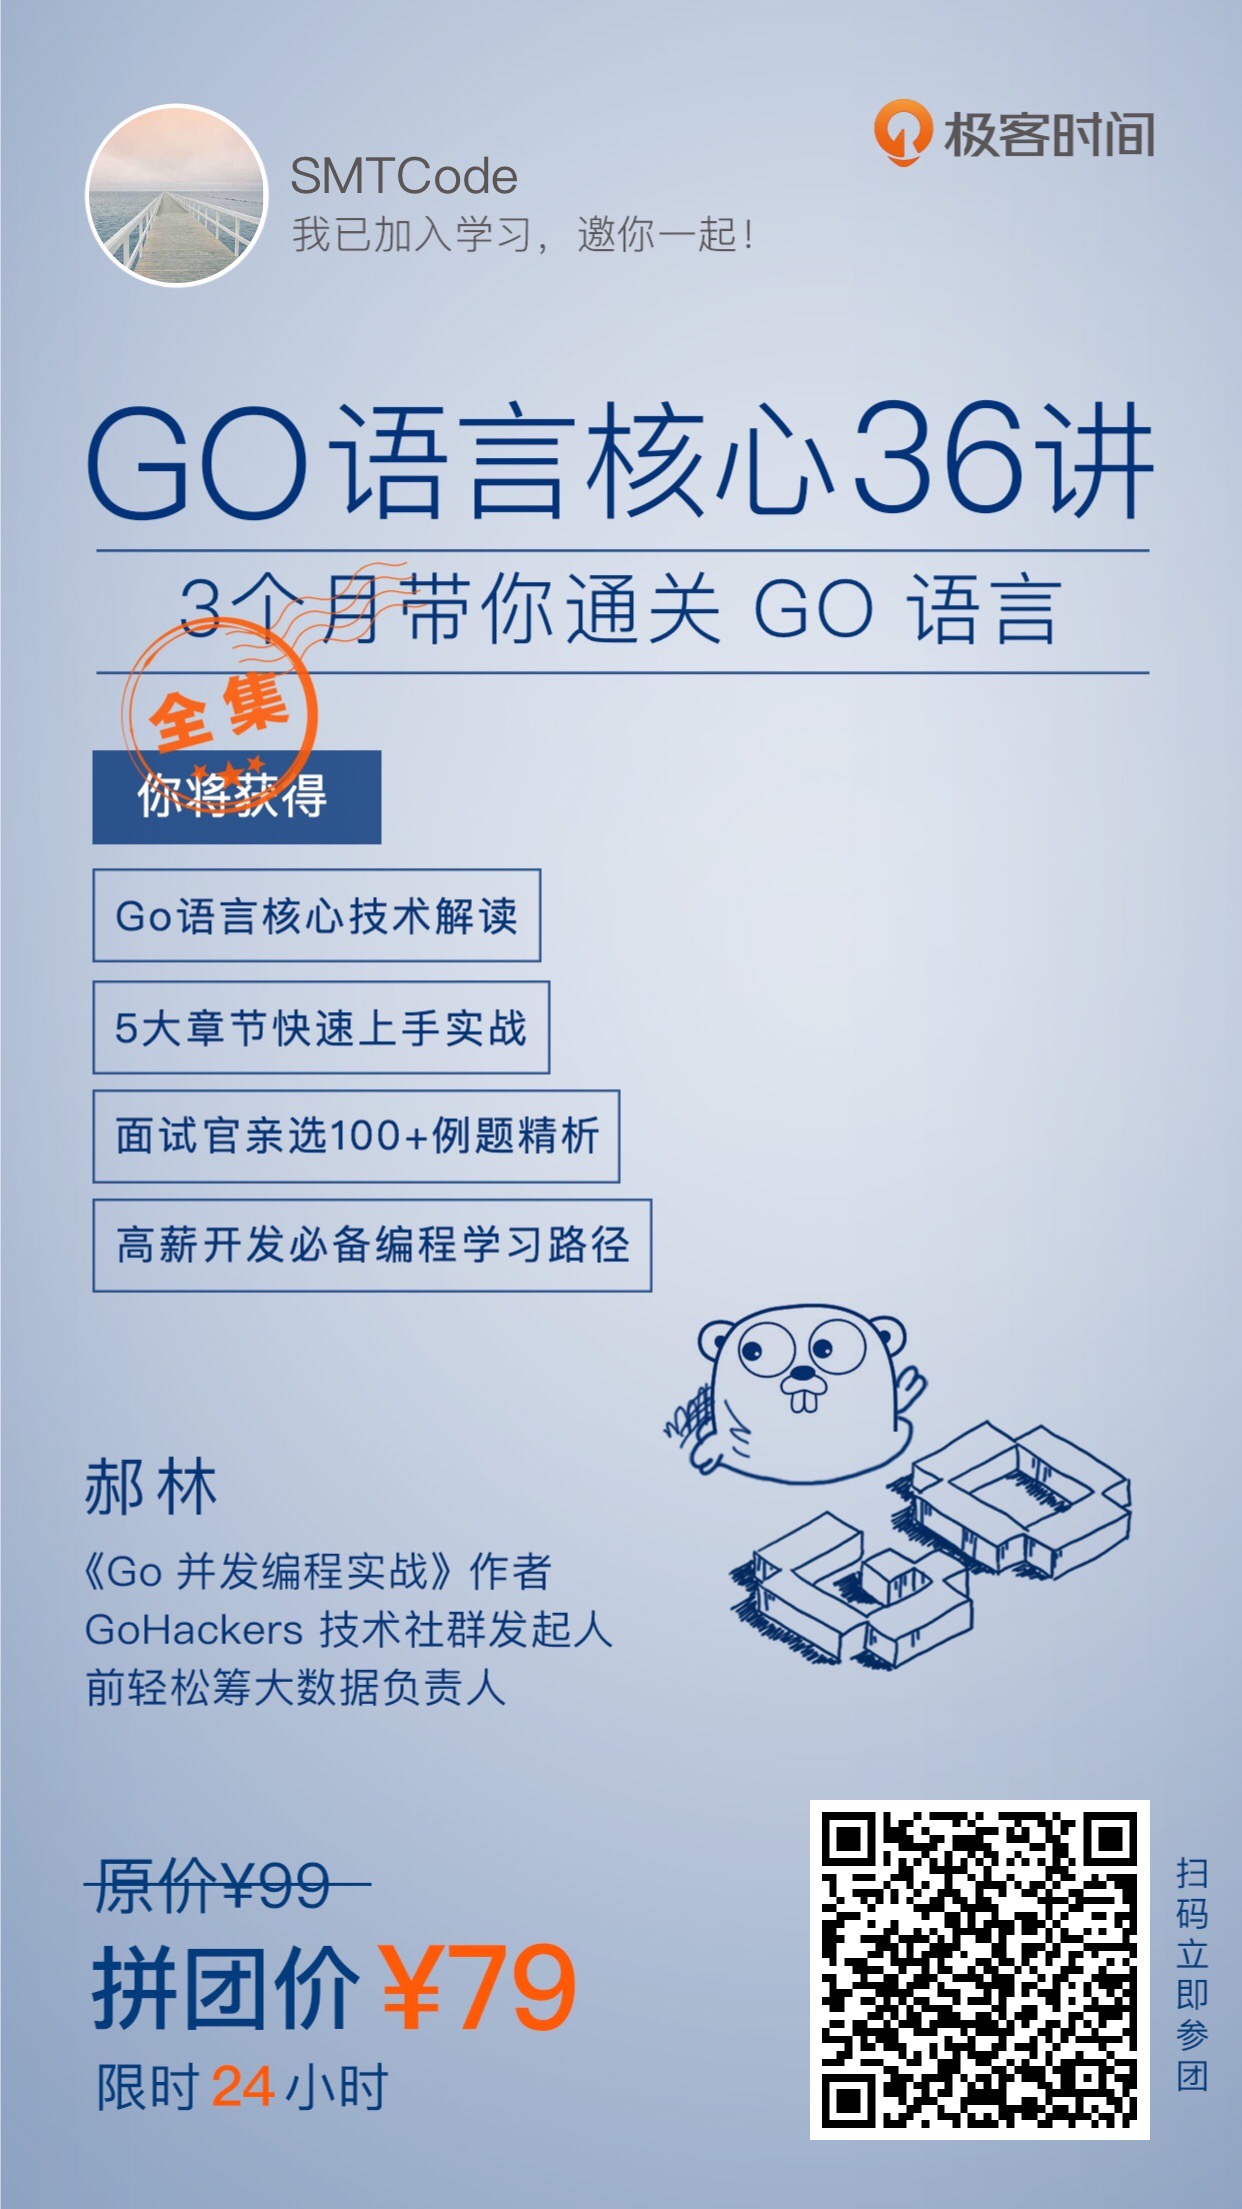 极客时间
SMTCode
我已加入学习，邀你一起！
GO语言核心36讲
3个月带你通关 GO 语言
全集
你将获得
Go语言核心技术解读
5大章节快速上手实战
面试官亲选100+例题精析
高薪开发必备编程学习路径
郝林
《Go 并发编程实战》作者
GoHackers 技术社群发起人
前轻松筹大数据负责人
原价¥99
拼团价¥79
限时24小时
扫码立即参团